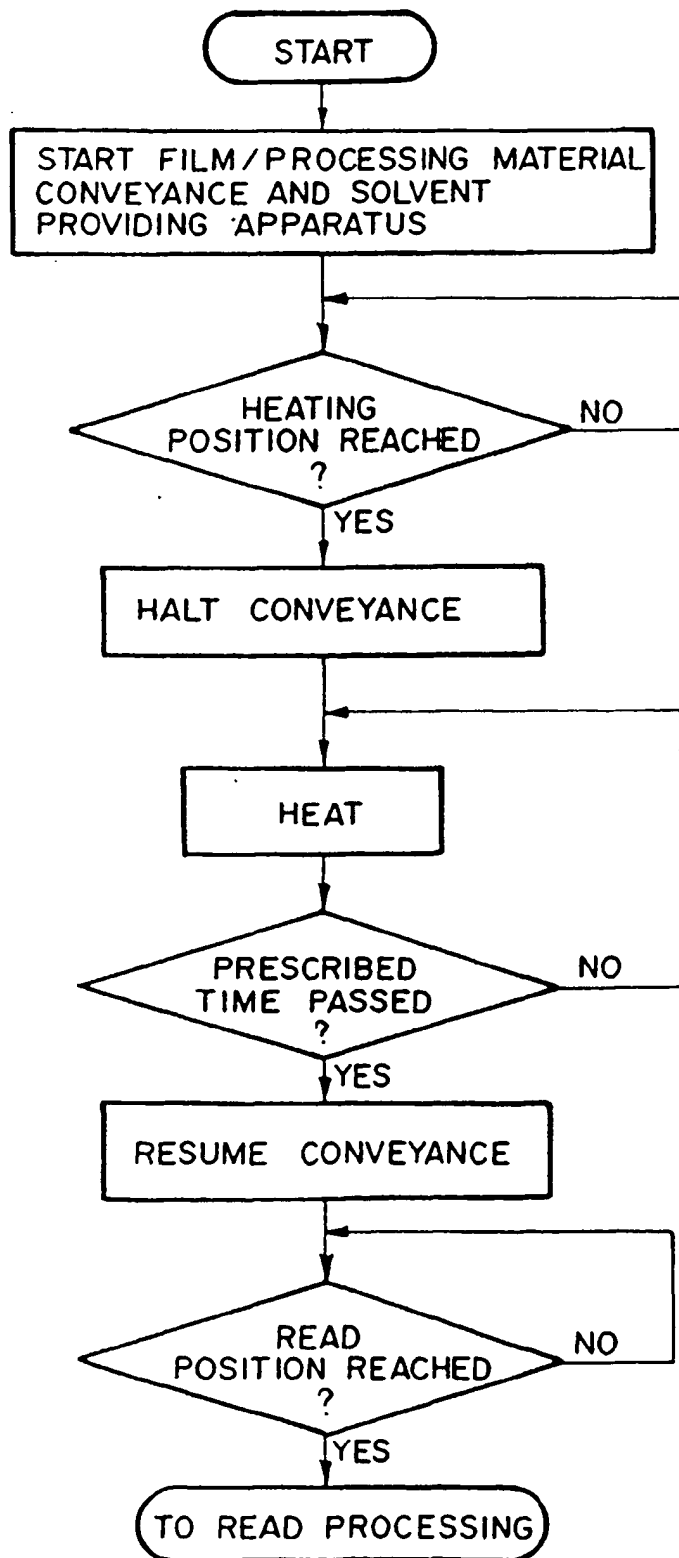 START
START FILM/PROCESSING MATERIAL
CONVEYANCE AND SOLVENT
PROVIDING APPARATUS
HEATING
POSITION REACHED
?
NO
YES
HALT CONVEYANCE
HEAT
PRESCRIBED
TIME PASSED
?
NO
YES
RESUME CONVEYANCE
READ
POSITION REACHED
?
NO
YES
TO READ PROCESSING